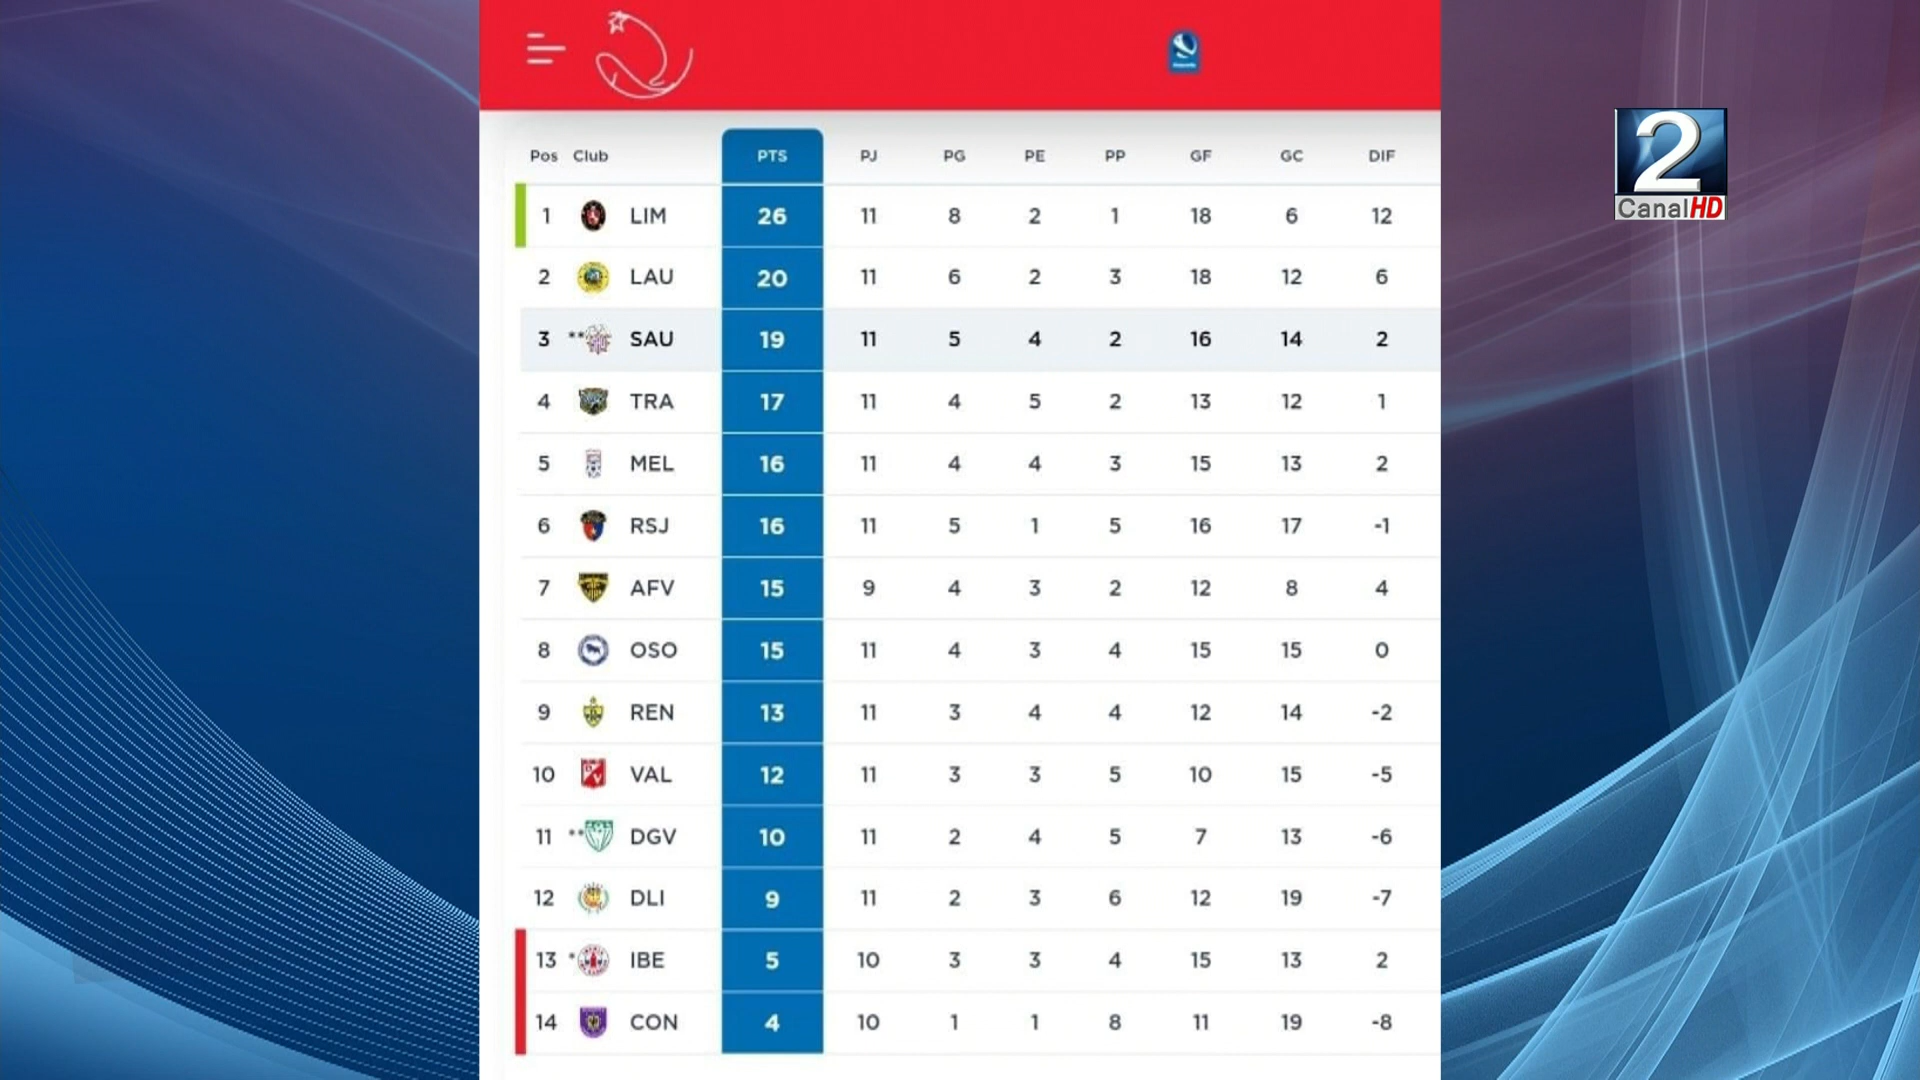 Pos Club PTS PJ PG PE PP GF GC DIF
1 LIM 26 11 8 2 1 18 6 12
2 LAU 20 11 6 2 3 18 12 6
3 ** SAU 19 11 5 4 2 16 14 2
4 TRA 17 11 4 5 2 13 12 1
5 MEL 16 11 4 4 3 15 13 2
6 RSJ 16 11 5 1 5 16 17 -1
7 AFV 15 9 4 3 2 12 8 4
8 OSO 15 11 4 3 4 15 15 0
9 REN 13 11 3 4 4 12 14 -2
10 VAL 12 11 3 3 5 10 15 -5
11 ** DGV 10 11 2 4 5 7 13 -6
12 DLI 9 11 2 3 6 12 19 -7
13 * IBE 5 10 3 3 4 15 13 2
14 CON 4 10 1 1 8 11 19 -8
2
CanalHD